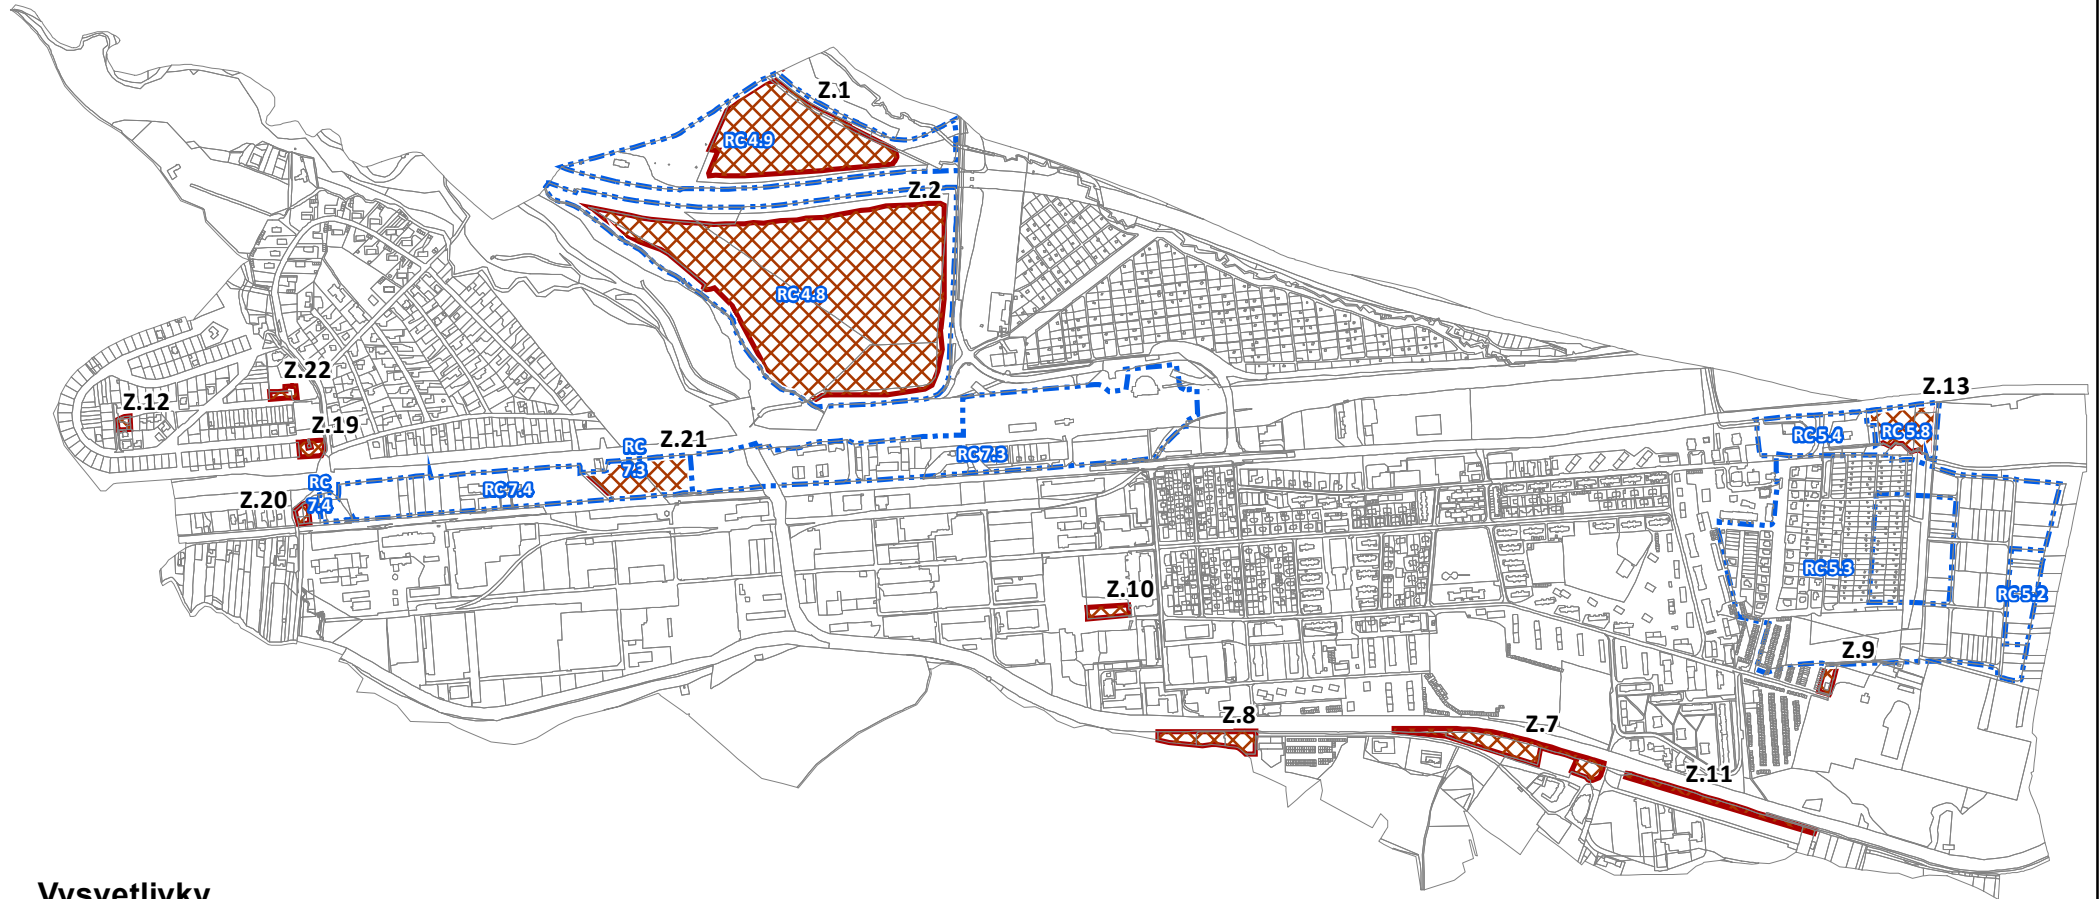 Z.1
RC 4.9
Z.2
RC 4.8
Z.22
Z.12
Z.19
Z.13
RC 5.4
RC 5.8
RC
7.3
Z.21
RC 7.3
RC
7.4
RC 7.4
Z.20
RC 5.3
RC 5.2
Z.10
Z.9
Z.8
Z.7
Z.11
Vysvetlivky